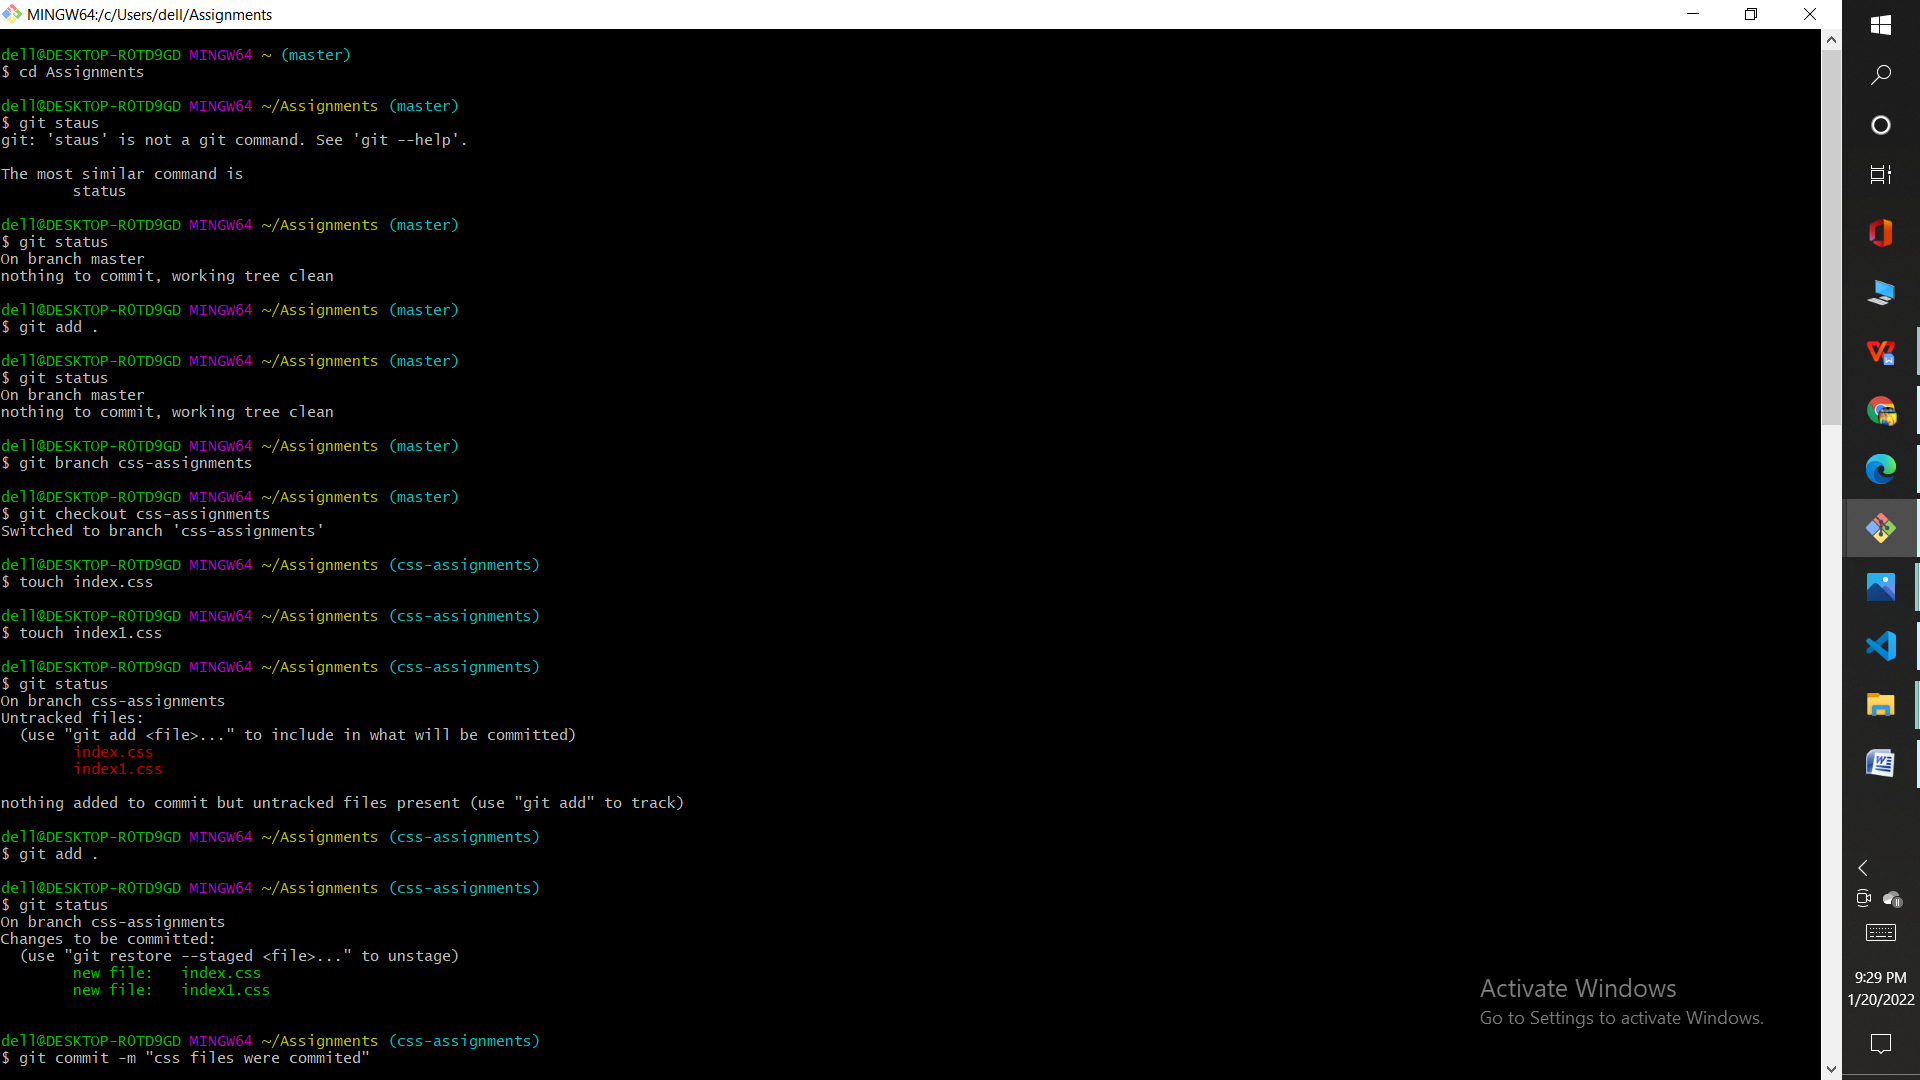 MINGW64:/c/Users/dell/Assignments
dell@DESKTOP-ROTD9GD MINGW64 ~ (master)
$ cd Assignments
dell@DESKTOP-ROTD9GD MINGW64 ~/Assignments (master)
$ git staus
git: 'staus' is not a git command. See 'git --help'.
The most similar command is
status
dell@DESKTOP-ROTD9GD MINGW64 ~/Assignments (master)
$ git status
On branch master
nothing to commit, working tree clean
dell@DESKTOP-ROTD9GD MINGW64 ~/Assignments (master)
$ git add .
dell@DESKTOP-ROTD9GD MINGW64 ~/Assignments (master)
$ git status
On branch master
nothing to commit, working tree clean
dell@DESKTOP-ROTD9GD MINGW64 ~/Assignments (master)
$ git branch css-assignments
dell@DESKTOP-ROTD9GD MINGW64 ~/Assignments (master)
$ git checkout css-assignments
Switched to branch 'css-assignments'
dell@DESKTOP-ROTD9GD MINGW64 ~/Assignments (css-assignments)
$ touch index.css
dell@DESKTOP-ROTD9GD MINGW64 ~/Assignments (css-assignments)
$ touch index1.css
dell@DESKTOP-ROTD9GD MINGW64 ~/Assignments (css-assignments)
$ git status
On branch css-assignments
Untracked files:
(use "git add <file>..." to include in what will be committed)
index.css
index1.css
nothing added to commit but untracked files present (use "git add" to track)
dell@DESKTOP-ROTD9GD MINGW64 ~/Assignments (css-assignments)
$ git add .
dell@DESKTOP-ROTD9GD MINGW64 ~/Assignments (css-assignments)
$ git status
On branch css-assignments
Changes to be committed:
(use "git restore --staged <file>..." to unstage)
new file:   index.css
new file:   index1.css
dell@DESKTOP-ROTD9GD MINGW64 ~/Assignments (css-assignments)
$ git commit -m "css files were commited"
Activate Windows
Go to Settings to activate Windows.
9:29 PM
1/20/2022